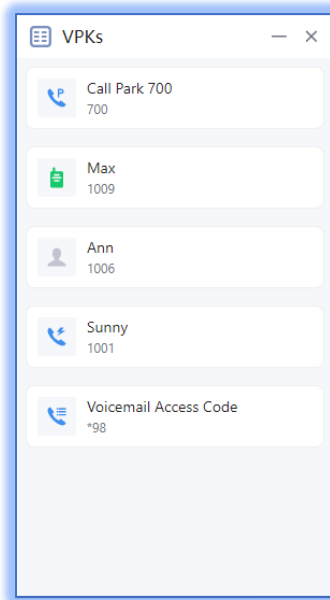 VPKs
Call Park 700
700
Max
1009
Ann
1006
Sunny
1001
Voicemail Access Code
*98